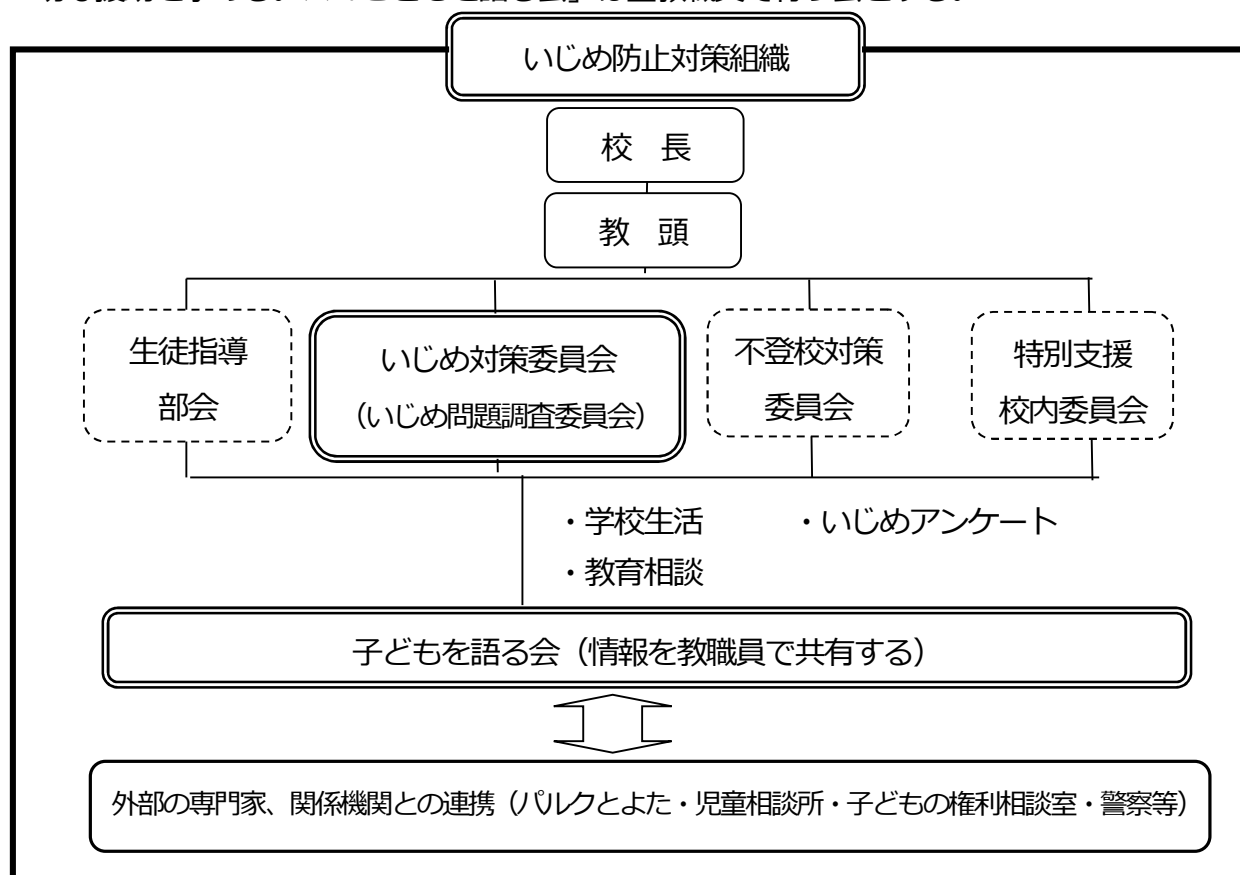 いじめ防止対策組織
校　長
教　頭
生徒指導
部会
いじめ対策委員会
（いじめ問題調査委員会）
不登校対策
委員会
特別支援
校内委員会
・学校生活　　・いじめアンケート
・教育相談
子どもを語る会（情報を教職員で共有する）
外部の専門家、関係機関との連携（パルクとよた・児童相談所・子どもの権利相談室・警察等）